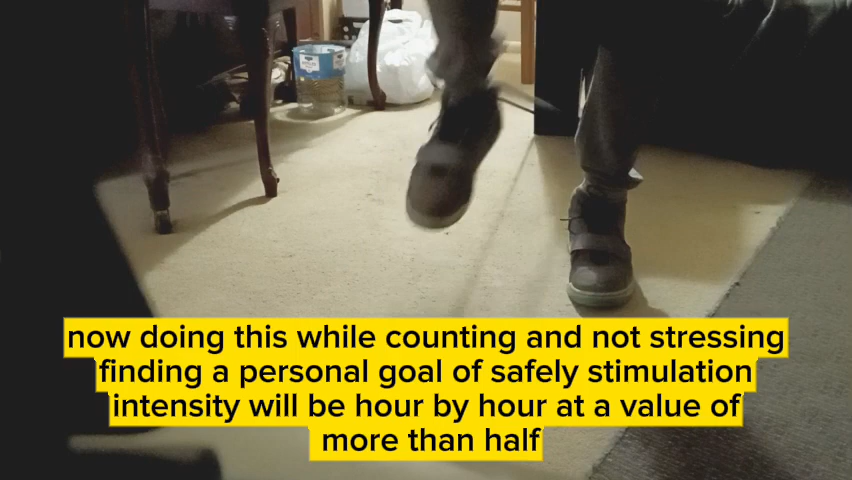 now doing this while counting and not stressing
finding a personal goal of safely stimulation
intensity will be hour by hour at a value of
more than half